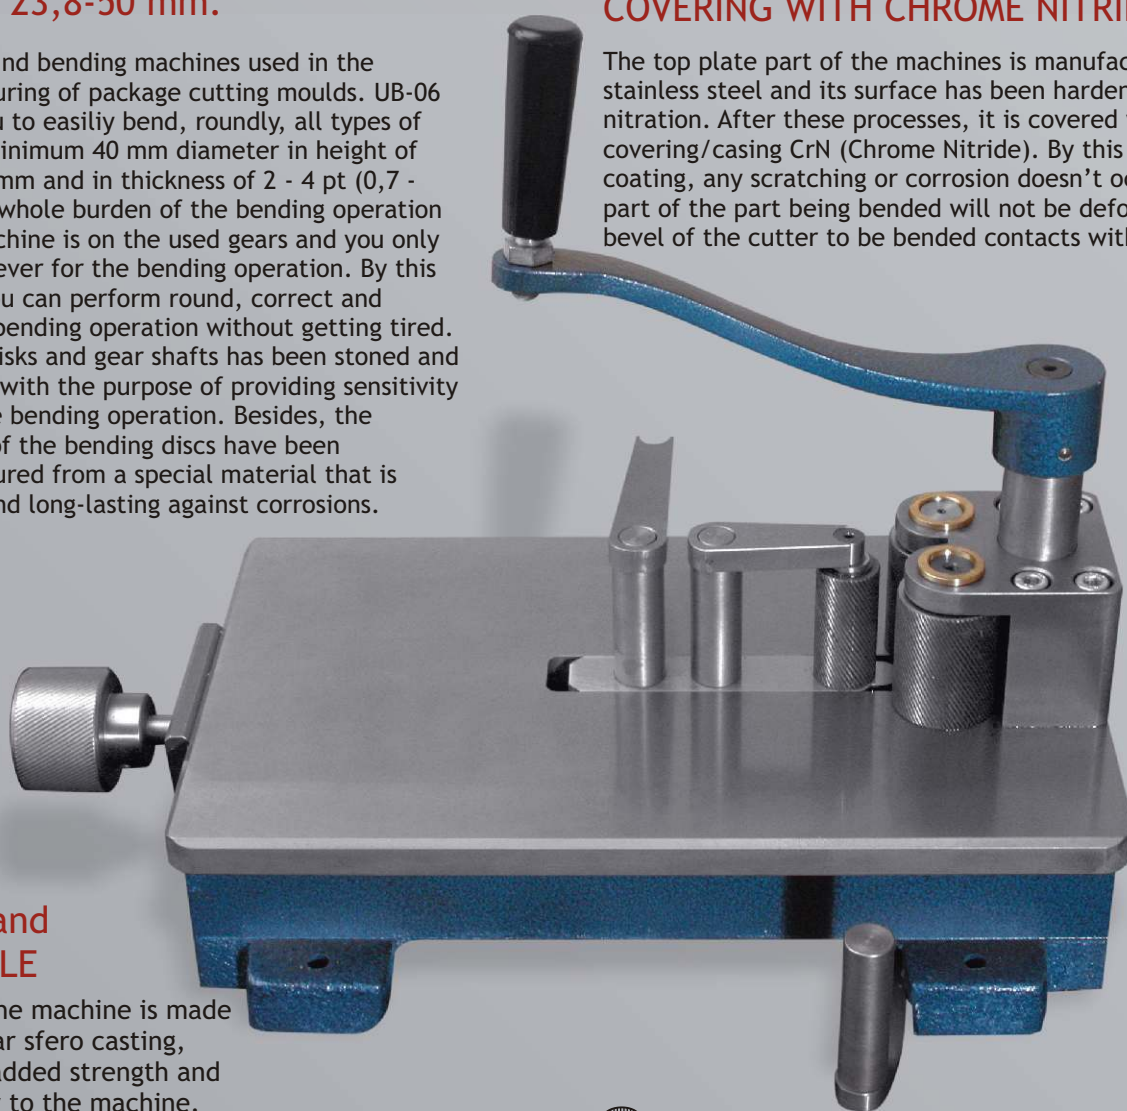 23,8-50 mm.
nd bending machines used in the
uring of package cutting moulds. UB-06
u to easiliy bend, roundly, all types of
inimum 40 mm diameter in height of
mm and in thickness of 2 - 4 pt (0,7 -
whole burden of the bending operation
chine is on the used gears and you only
ever for the bending operation. By this
u can perform round, correct and
bending operation without getting tired.
isks and gear shafts has been stoned and
with the purpose of providing sensitivity
e bending operation. Besides, the
of the bending discs have been
ured from a special material that is
nd long-lasting against corrosions.
COVERING WITH CHROME NITRI
The top plate part of the machines is manufac
stainless steel and its surface has been harden
nitration. After these processes, it is covered
covering/casing CrN (Chrome Nitride). By this
coating, any scratching or corrosion doesn't o
part of the part being bended will not be defo
bevel of the cutter to be bended contacts with
and
LE
he machine is made
ar sfero casting,
added strength and
to the machine.